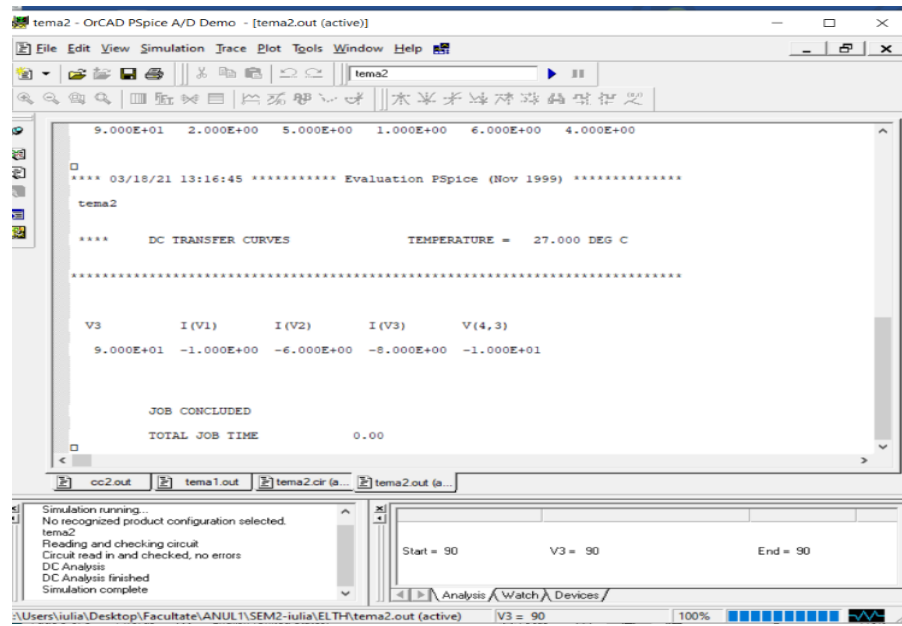 tema2 - OrCAD PSpice A/D Demo - [tema2.out (active)]
File Edit View Simulation Trace Plot Tools Window Help
tema2
9.000E+01 2.000E+00 5.000E+00 1.000E+00 6.000E+00 4.000E+00
**** 03/18/21 13:16:45 *********** Evaluation PSpice (Nov 1999) **************
tema2
**** DC TRANSFER CURVES TEMPERATURE = 27.000 DEG C
******************************************************************************
V3 I(V1) I(V2) I(V3) V(4,3)
9.000E+01 -1.000E+00 -6.000E+00 -8.000E+00 -1.000E+01
JOB CONCLUDED
TOTAL JOB TIME 0.00
cc2.out tema1.out tema2.cir (a... tema2.out (a...
Simulation running...
No recognized product configuration selected.
tema2
Reading and checking circuit
Circuit read in and checked, no errors
DC Analysis
DC Analysis finished
Simulation complete
Start = 90 V3 = 90 End = 90
Analysis Watch Devices
:\Users\iulia\Desktop\Facultate\ANUL1\SEM2-iulia\ELTH\tema2.out (active) V3 = 90 100%